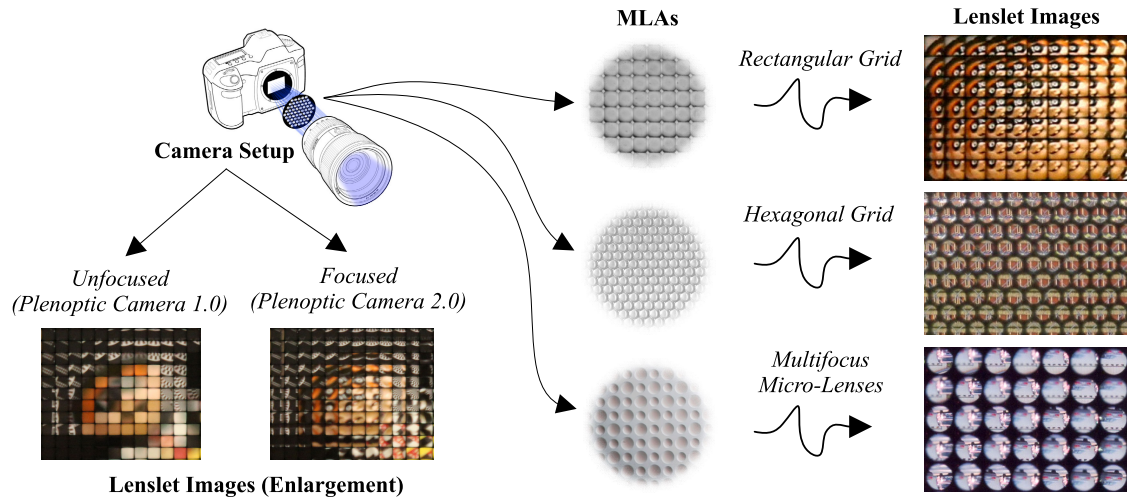 MLAs
Lenslet Images
Rectangular Grid
Camera Setup
Hexagonal Grid
Unfocused
(Plenoptic Camera 1.0)
Focused
(Plenoptic Camera 2.0)
Multifocus
Micro-Lenses
Lenslet Images (Enlargement)